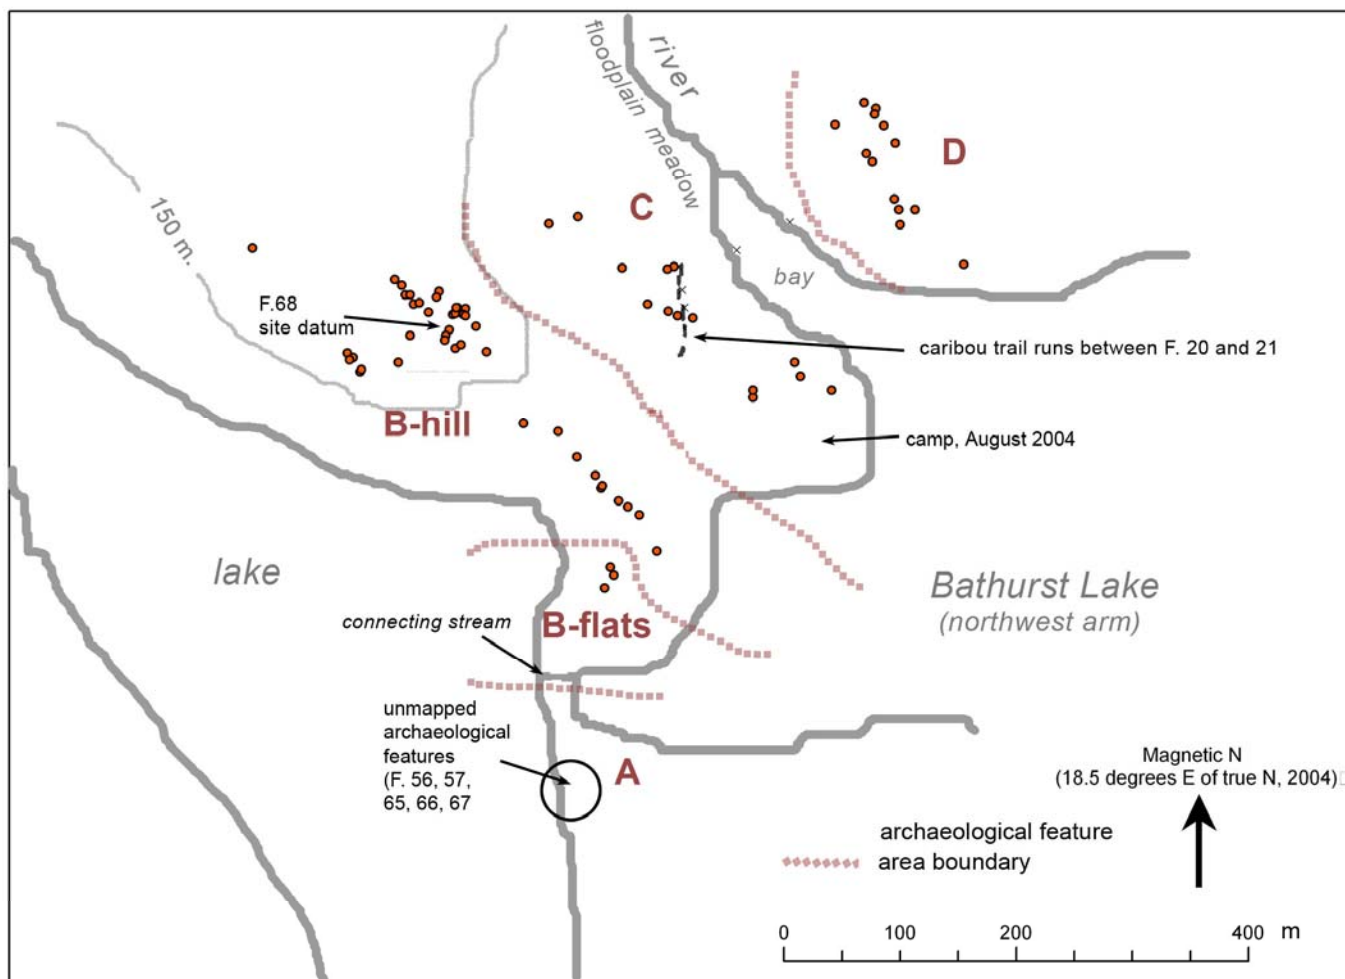 river
floodplain meadow
D
C
150 m.
bay
F.68
site datum
caribou trail runs between F. 20 and 21
B-hill
camp, August 2004
lake
Bathurst Lake
(northwest arm)
connecting stream
B-flats
unmapped
archaeological
features
(F. 56, 57,
65, 66, 67
A
Magnetic N
(18.5 degrees E of true N, 2004)
archaeological feature
area boundary
0 100 200 400 m